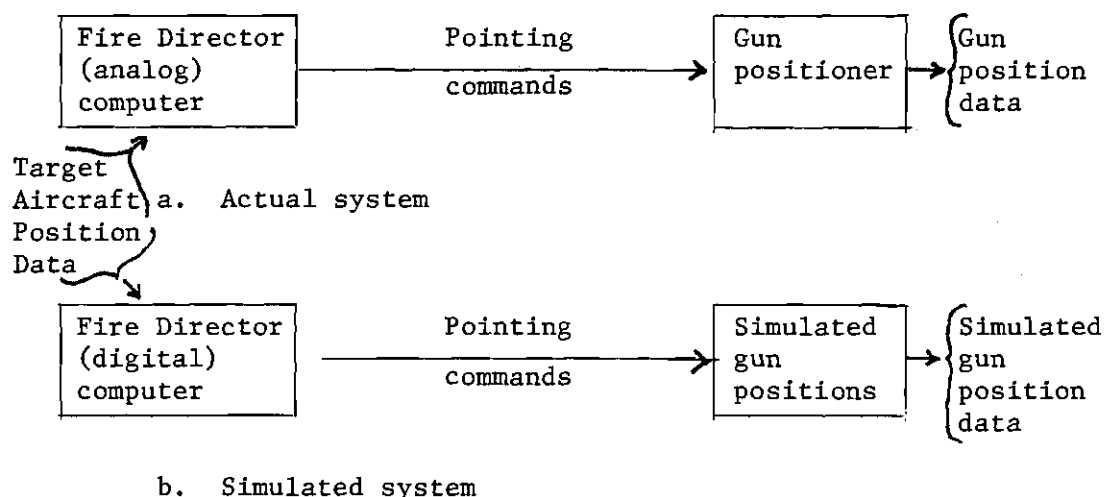 Fire Director
(analog)
computer
Pointing
commands
Gun
positioner
Gun
position
data
Target
Aircraft
Position
Data
a. Actual system
Fire Director
(digital)
computer
Pointing
commands
Simulated
gun
positions
Simulated
gun
position
data
b. Simulated system